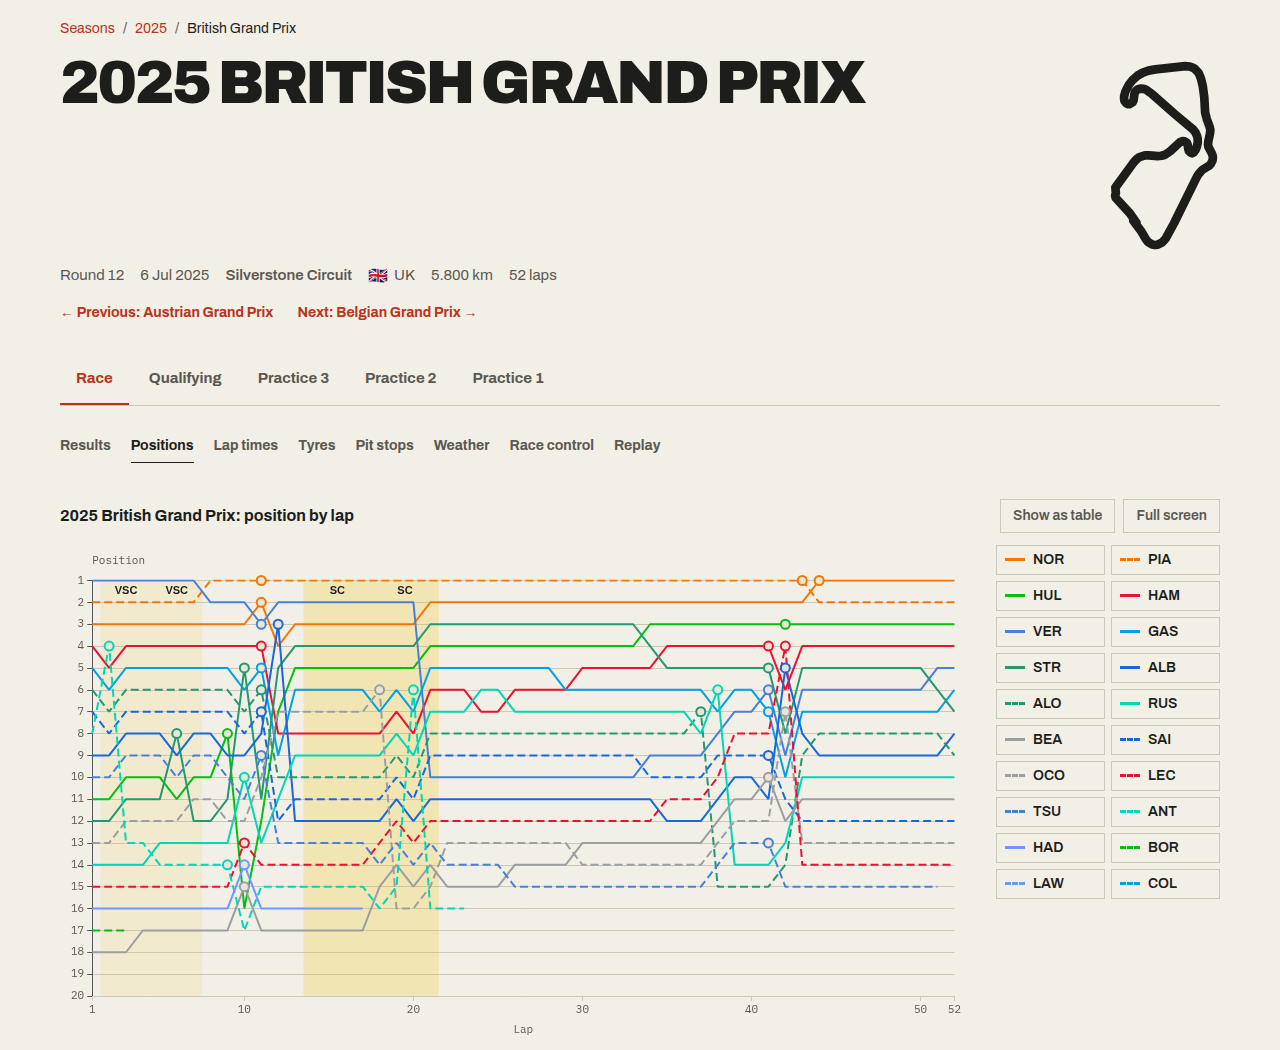 Seasons / 2025 / British Grand Prix
2025 BRITISH GRAND PRIX
Round 12 6 Jul 2025 Silverstone Circuit 🇬🇧 UK 5.800 km 52 laps
← Previous: Austrian Grand Prix Next: Belgian Grand Prix →
Race Qualifying Practice 3 Practice 2 Practice 1
Results Positions Lap times Tyres Pit stops Weather Race control Replay
2025 British Grand Prix: position by lap
Show as table Full screen
Position
VSC VSC SC SC
1
2
3
4
5
6
7
8
9
10
11
12
13
14
15
16
17
18
19
20
1 10 20 30 40 50 52
Lap
NOR PIA
HUL HAM
VER GAS
STR ALB
ALO RUS
BEA SAI
OCO LEC
TSU ANT
HAD BOR
LAW COL